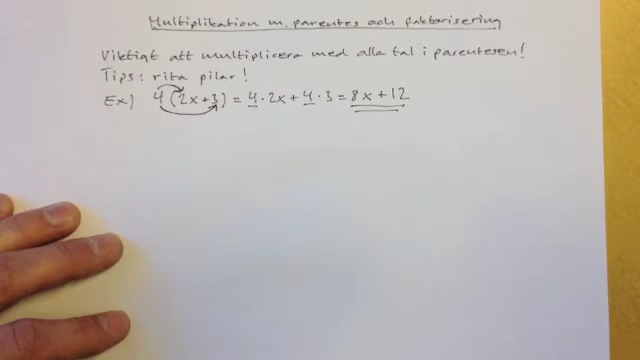 Multiplikation m. parentes och faktorisering
Viktigt att multiplicera med alla tal i parentesen!
Tips: rita pilar!
Ex) 4(2x+3) = 4·2x + 4·3 = 8x + 12